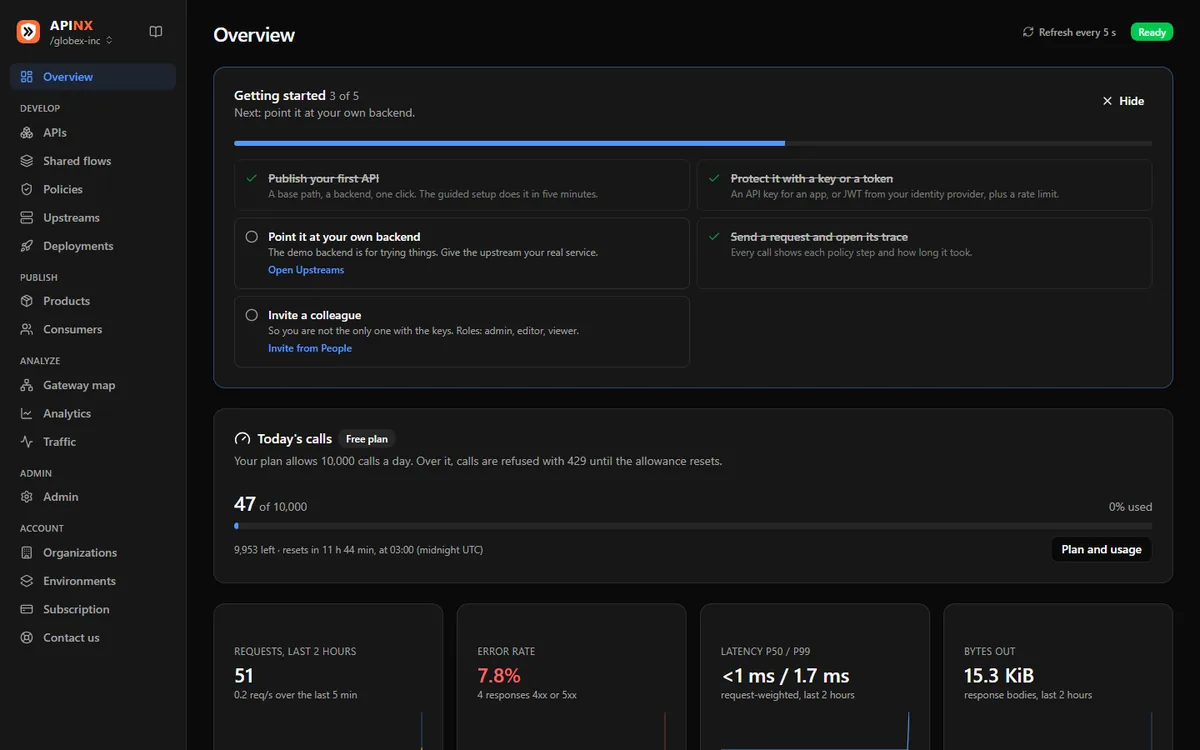 APINX
/globex-inc
Overview
DEVELOP
APIs
Shared flows
Policies
Upstreams
Deployments
PUBLISH
Products
Consumers
ANALYZE
Gateway map
Analytics
Traffic
ADMIN
Admin
ACCOUNT
Organizations
Environments
Subscription
Contact us
Overview
Refresh every 5 s
Ready
Getting started 3 of 5
Next: point it at your own backend.
Hide
Publish your first API
A base path, a backend, one click. The guided setup does it in five minutes.
Protect it with a key or a token
An API key for an app, or JWT from your identity provider, plus a rate limit.
Point it at your own backend
The demo backend is for trying things. Give the upstream your real service.
Open Upstreams
Send a request and open its trace
Every call shows each policy step and how long it took.
Invite a colleague
So you are not the only one with the keys. Roles: admin, editor, viewer.
Invite from People
Today's calls
Free plan
Your plan allows 10,000 calls a day. Over it, calls are refused with 429 until the allowance resets.
47 of 10,000
0% used
9,953 left · resets in 11 h 44 min, at 03:00 (midnight UTC)
Plan and usage
REQUESTS, LAST 2 HOURS
51
0.2 req/s over the last 5 min
ERROR RATE
7.8%
4 responses 4xx or 5xx
LATENCY P50 / P99
<1 ms / 1.7 ms
request-weighted, last 2 hours
BYTES OUT
15.3 KiB
response bodies, last 2 hours